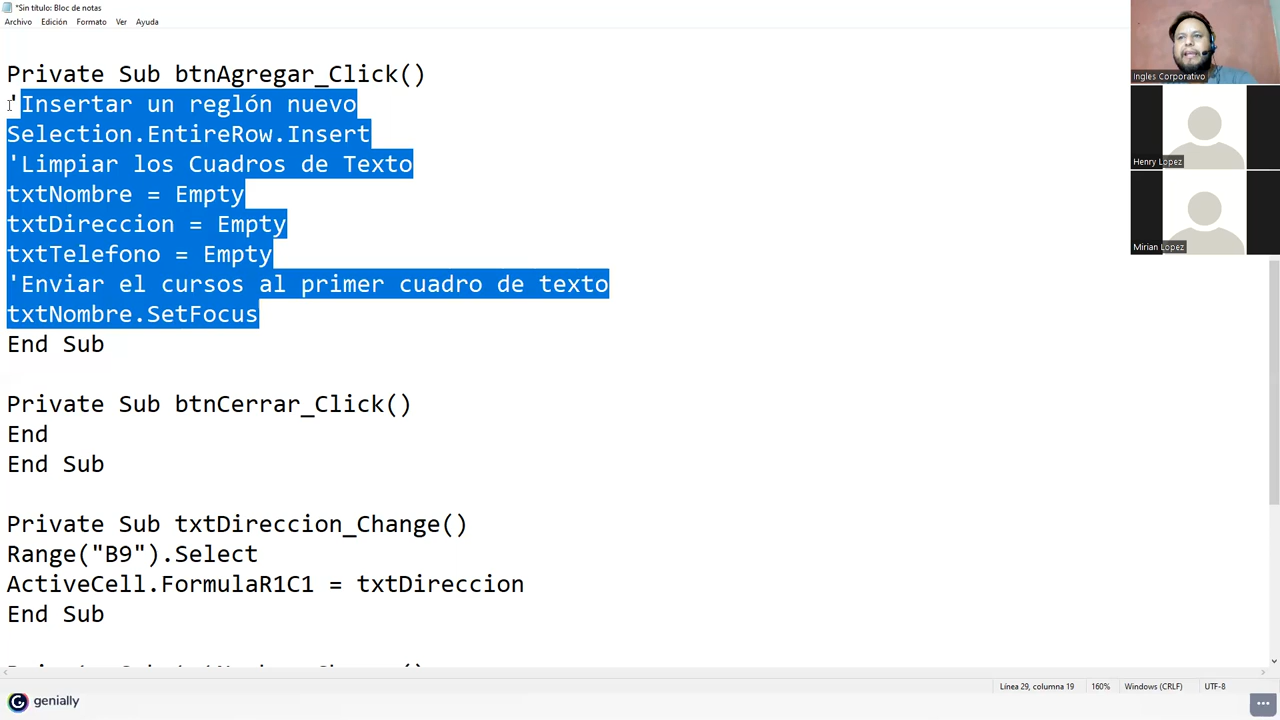 *Sin título: Bloc de notas
Archivo Edición Formato Ver Ayuda
Private Sub btnAgregar_Click()
'Insertar un reglón nuevo
Selection.EntireRow.Insert
'Limpiar los Cuadros de Texto
txtNombre = Empty
txtDireccion = Empty
txtTelefono = Empty
'Enviar el cursos al primer cuadro de texto
txtNombre.SetFocus
End Sub
Private Sub btnCerrar_Click()
End
End Sub
Private Sub txtDireccion_Change()
Range("B9").Select
ActiveCell.FormulaR1C1 = txtDireccion
End Sub
Ingles Corporativo
Henry Lopez
Mirian Lopez
Línea 29, columna 19 160% Windows (CRLF) UTF-8
genially